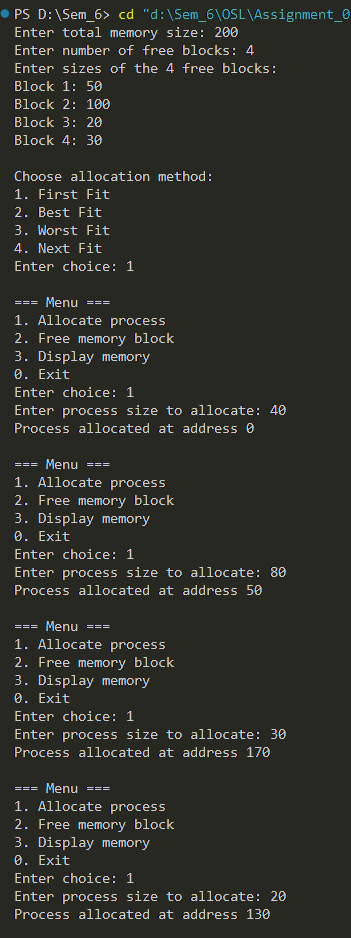 PS D:\Sem_6> cd "d:\Sem_6\OSL\Assignment_0
Enter total memory size: 200
Enter number of free blocks: 4
Enter sizes of the 4 free blocks:
Block 1: 50
Block 2: 100
Block 3: 20
Block 4: 30
Choose allocation method:
1. First Fit
2. Best Fit
3. Worst Fit
4. Next Fit
Enter choice: 1
=== Menu ===
1. Allocate process
2. Free memory block
3. Display memory
0. Exit
Enter choice: 1
Enter process size to allocate: 40
Process allocated at address 0
=== Menu ===
1. Allocate process
2. Free memory block
3. Display memory
0. Exit
Enter choice: 1
Enter process size to allocate: 80
Process allocated at address 50
=== Menu ===
1. Allocate process
2. Free memory block
3. Display memory
0. Exit
Enter choice: 1
Enter process size to allocate: 30
Process allocated at address 170
=== Menu ===
1. Allocate process
2. Free memory block
3. Display memory
0. Exit
Enter choice: 1
Enter process size to allocate: 20
Process allocated at address 130